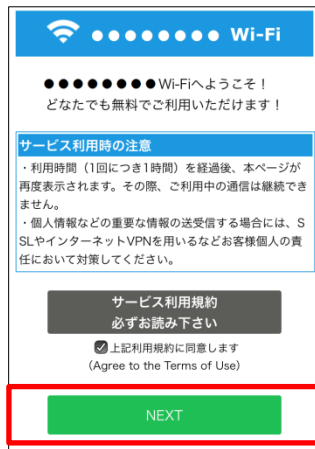 ●●●●●●●● Wi-Fi
●●●●●●●●Wi-Fiへようこそ！
どなたでも無料でご利用いただけます！
サービス利用時の注意
・利用時間（1回につき1時間）を経過後、本ページが
再度表示されます。その際、ご利用中の通信は継続でき
ません。
・個人情報などの重要な情報の送受信する場合には、S
SLやインターネットVPNを用いるなどお客様個人の責
任において対策してください。
サービス利用規約
必ずお読み下さい
上記利用規約に同意します
(Agree to the Terms of Use)
NEXT